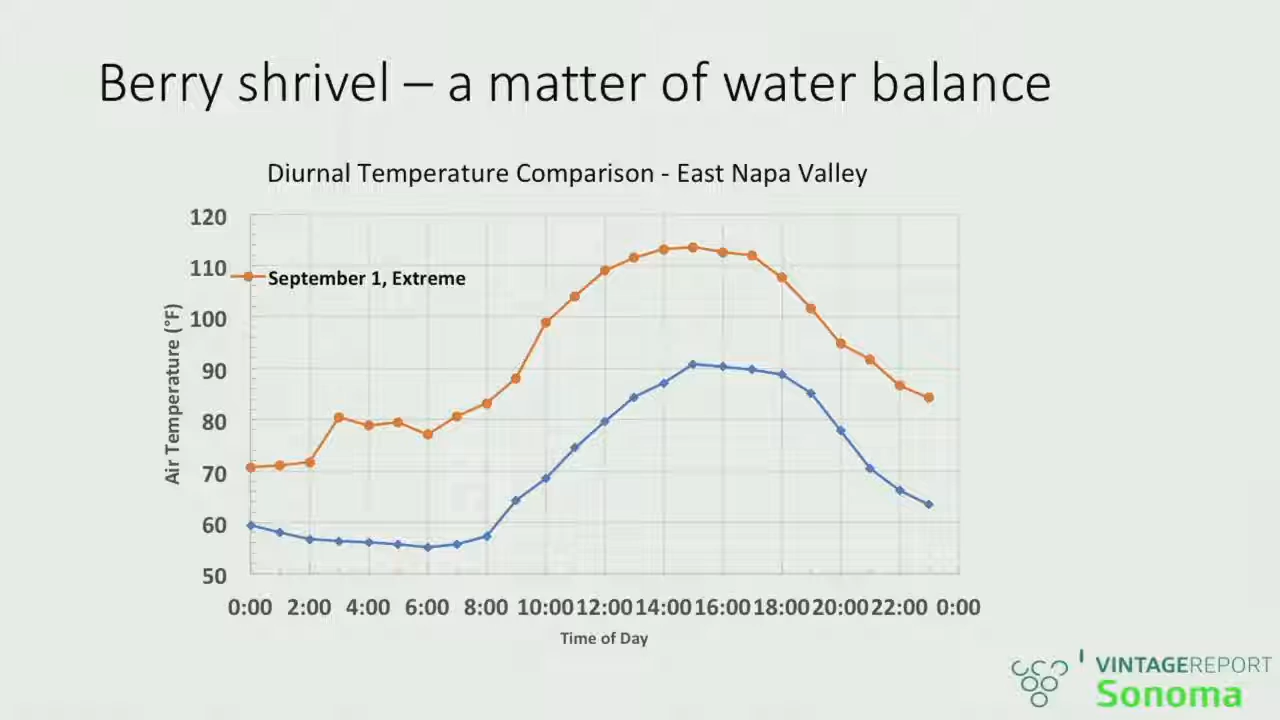 Berry shrivel – a matter of water balance
Diurnal Temperature Comparison - East Napa Valley
120
110
100
90
80
70
60
50
Air Temperature (°F)
September 1, Extreme
0:00 2:00 4:00 6:00 8:00 10:00 12:00 14:00 16:00 18:00 20:00 22:00 0:00
Time of Day
VINTAGEREPORT
Sonoma